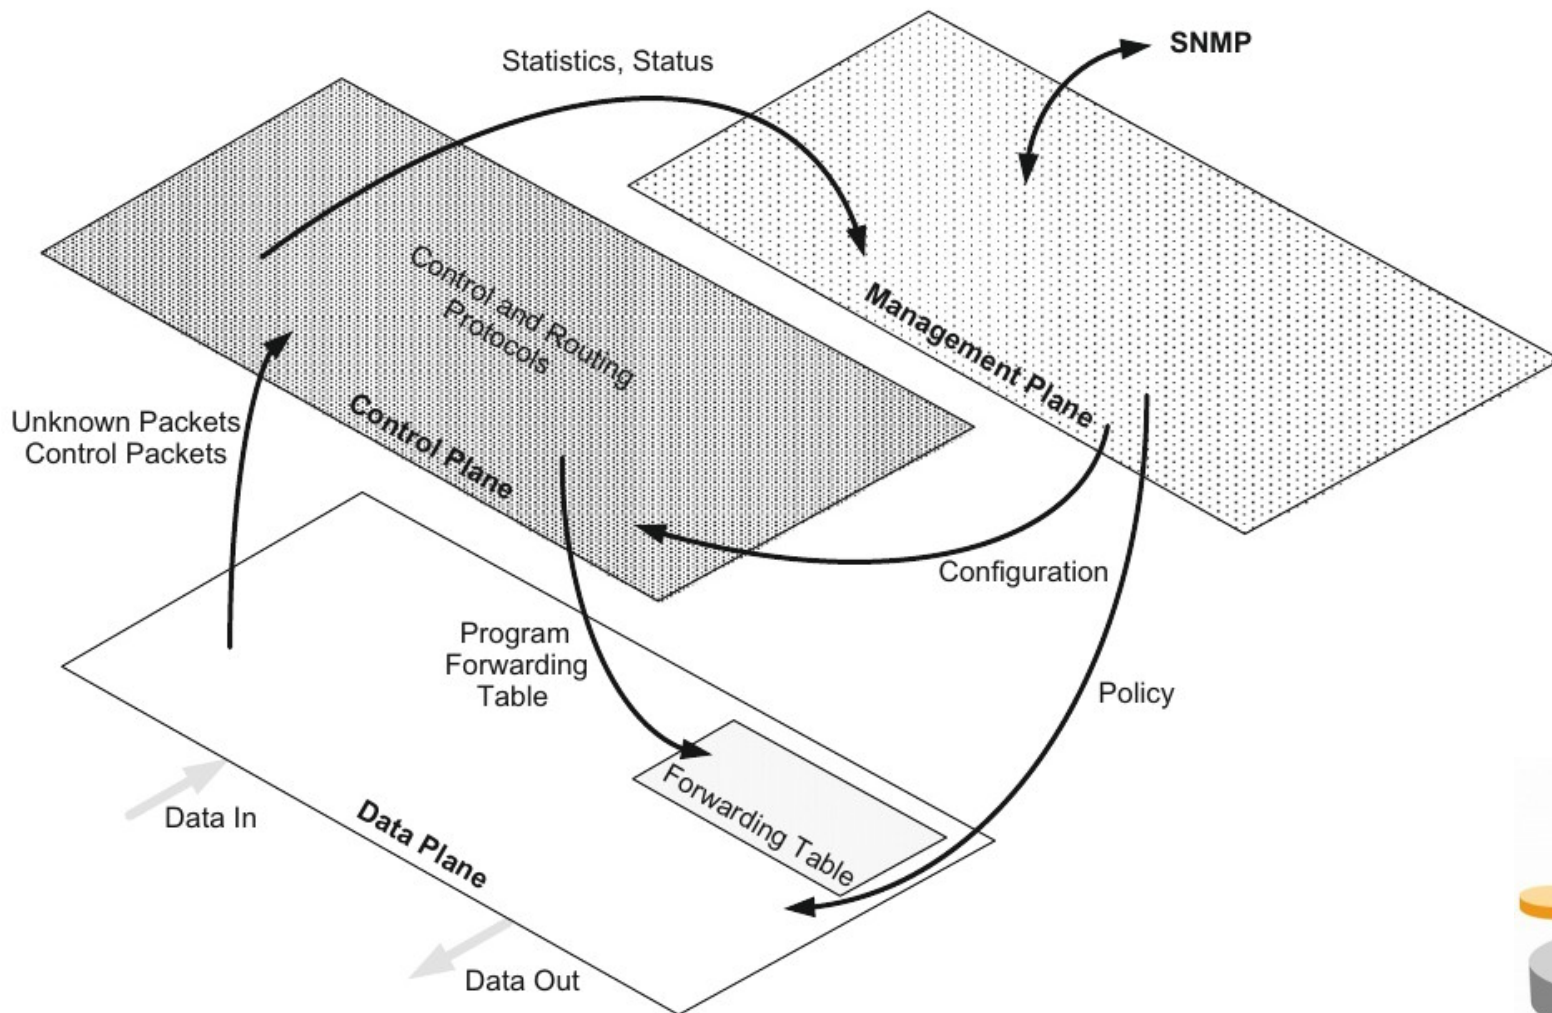 Statistics, Status
SNMP
Control and Routing
Protocols
Control Plane
Management Plane
Unknown Packets
Control Packets
Configuration
Program
Forwarding
Table
Policy
Forwarding Table
Data In
Data Plane
Data Out